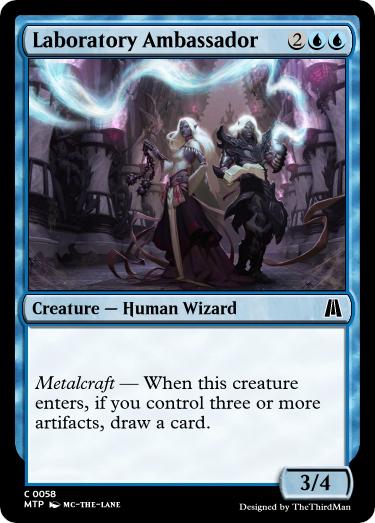 Laboratory Ambassador 2
Creature — Human Wizard
Metalcraft — When this creature
enters, if you control three or more
artifacts, draw a card.
3/4
C 0058
MTP MC-THE-LANE
Designed by TheThirdMan